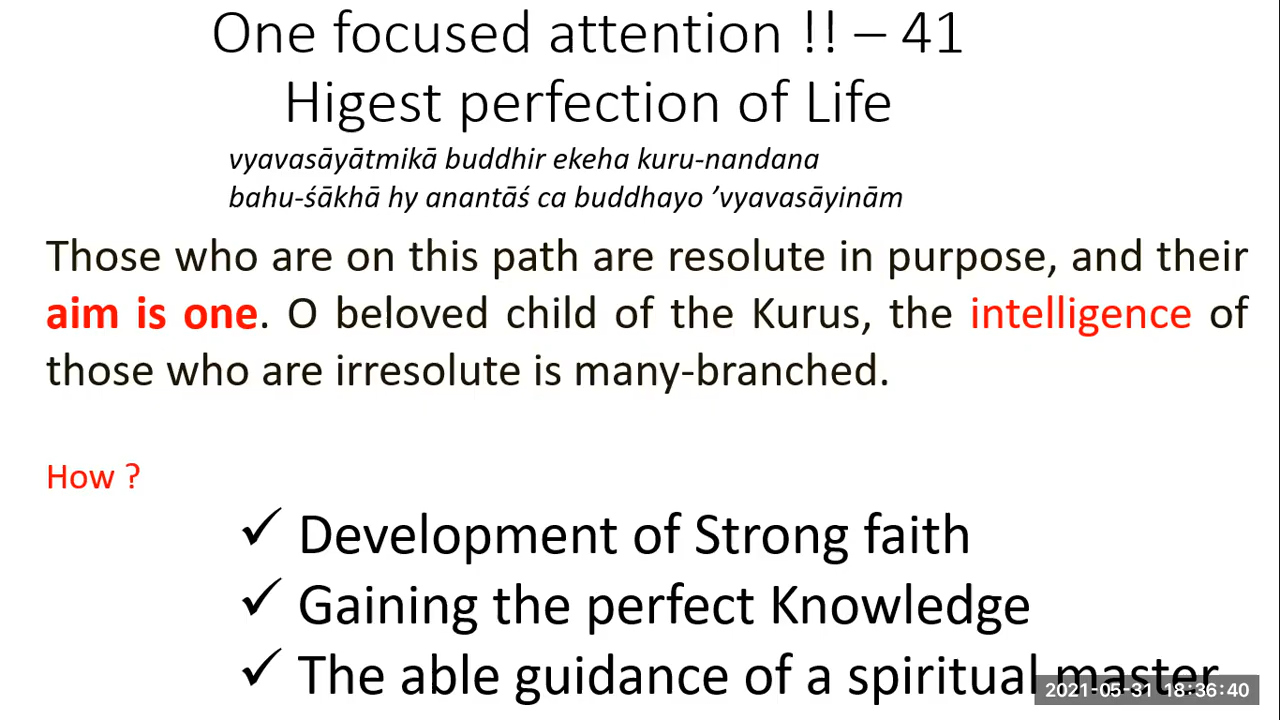 One focused attention !! – 41
Higest perfection of Life
vyavasāyātmikā buddhir ekeha kuru-nandana
bahu-śākhā hy anantāś ca buddhayo ’vyavasāyinām
Those who are on this path are resolute in purpose, and their
aim is one. O beloved child of the Kurus, the intelligence of
those who are irresolute is many-branched.
How ?
✓ Development of Strong faith
✓ Gaining the perfect Knowledge
✓ The able guidance of a spiritual master
2021-05-31 18:36:40